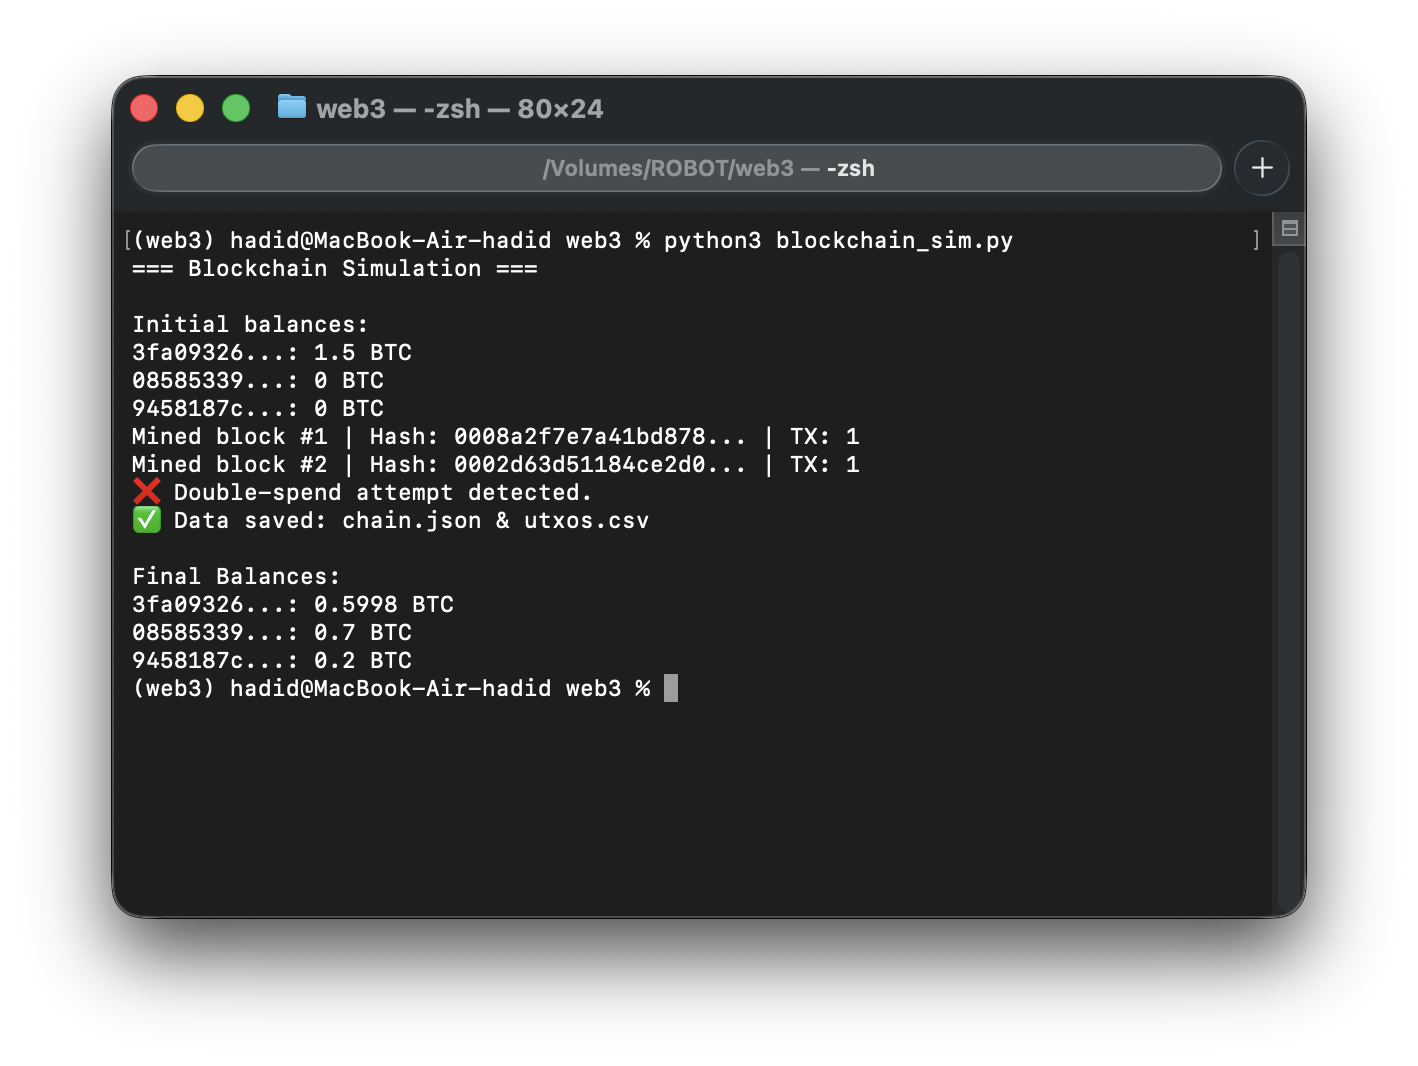 web3 — -zsh — 80×24
/Volumes/ROBOT/web3 — -zsh
[(web3) hadid@MacBook-Air-hadid web3 % python3 blockchain_sim.py ]
=== Blockchain Simulation ===
Initial balances:
3fa09326...: 1.5 BTC
08585339...: 0 BTC
9458187c...: 0 BTC
Mined block #1 | Hash: 0008a2f7e7a41bd878... | TX: 1
Mined block #2 | Hash: 0002d63d51184ce2d0... | TX: 1
❌ Double-spend attempt detected.
✅ Data saved: chain.json & utxos.csv
Final Balances:
3fa09326...: 0.5998 BTC
08585339...: 0.7 BTC
9458187c...: 0.2 BTC
(web3) hadid@MacBook-Air-hadid web3 %